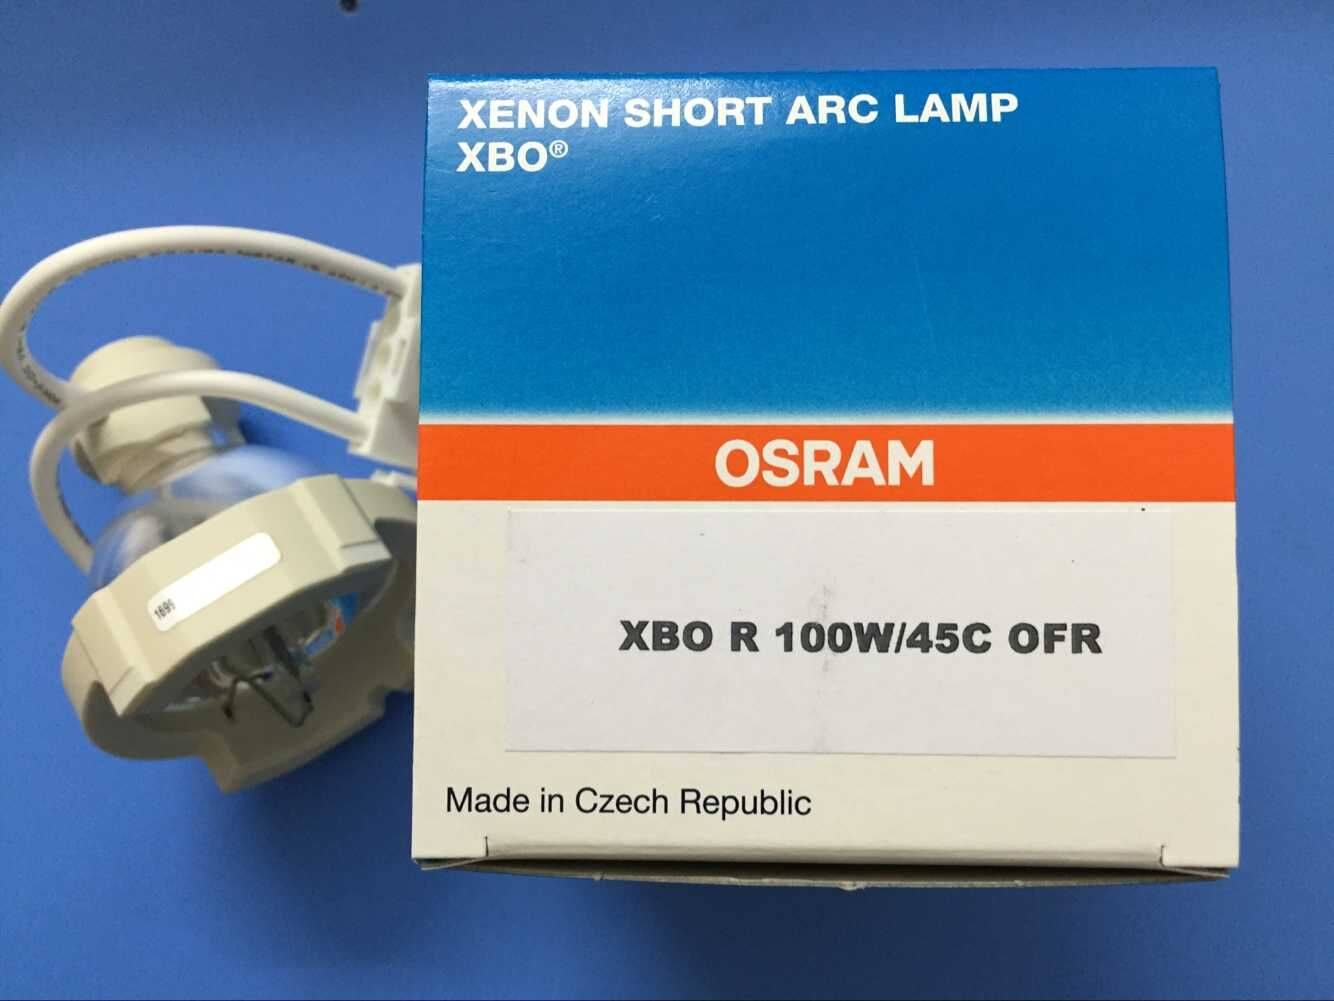 XENON SHORT ARC LAMP
XBO®
OSRAM
XBO R 100W/45C OFR
Made in Czech Republic